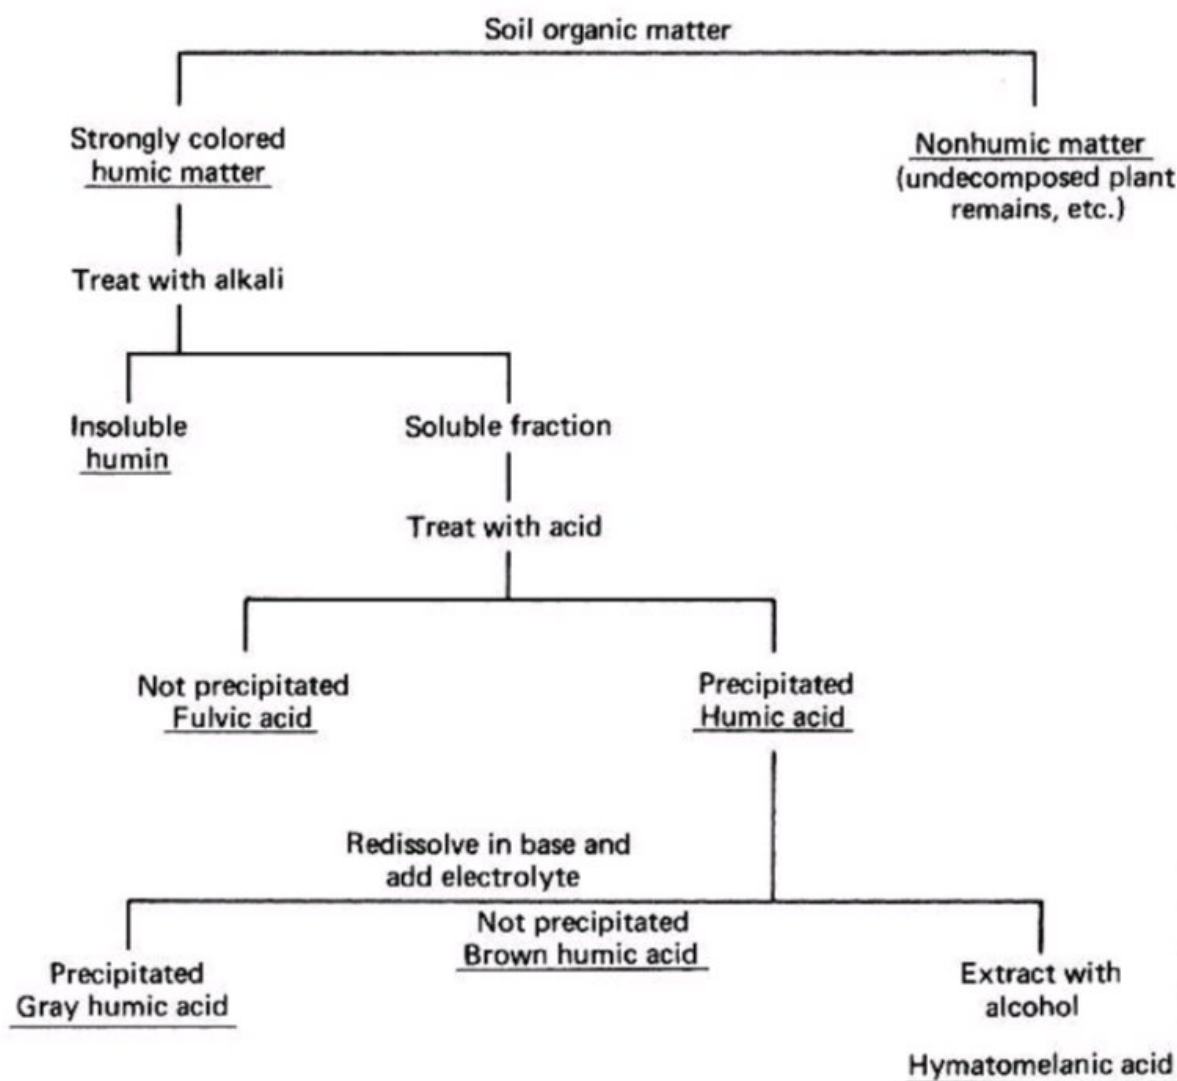 Soil organic matter
Strongly colored
humic matter
Nonhumic matter
(undecomposed plant
remains, etc.)
Treat with alkali
Insoluble
humin
Soluble fraction
Treat with acid
Not precipitated
Fulvic acid
Precipitated
Humic acid
Redissolve in base and
add electrolyte
Not precipitated
Brown humic acid
Precipitated
Gray humic acid
Extract with
alcohol
Hymatomelanic acid